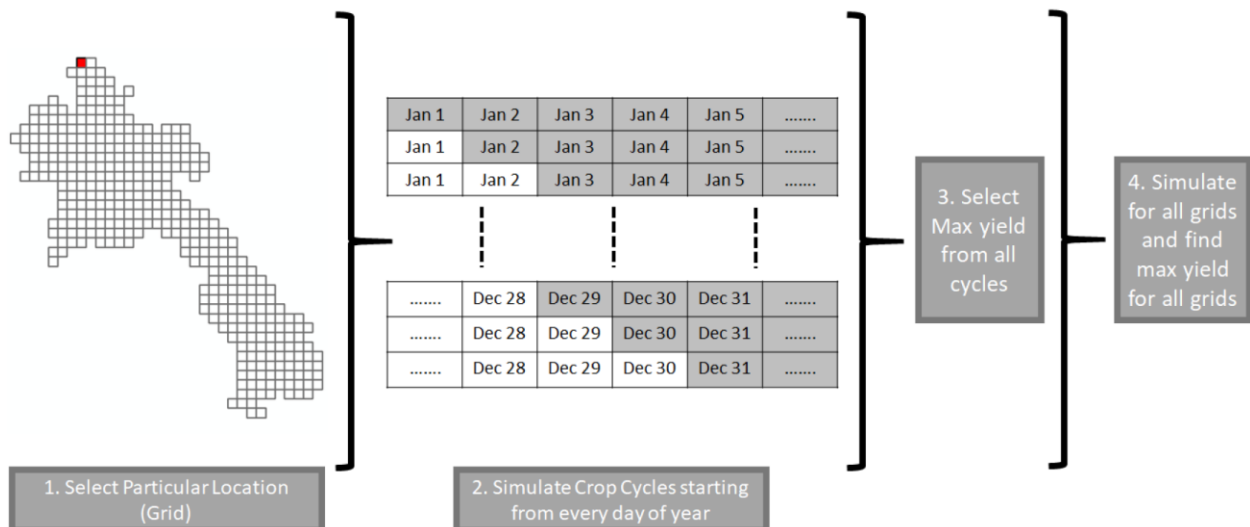 Jan 1 Jan 2 Jan 3 Jan 4 Jan 5 .......
Jan 1 Jan 2 Jan 3 Jan 4 Jan 5 .......
Jan 1 Jan 2 Jan 3 Jan 4 Jan 5 .......
....... Dec 28 Dec 29 Dec 30 Dec 31 .......
....... Dec 28 Dec 29 Dec 30 Dec 31 .......
....... Dec 28 Dec 29 Dec 30 Dec 31 .......
1. Select Particular Location
(Grid)
2. Simulate Crop Cycles starting
from every day of year
3. Select
Max yield
from all
cycles
4. Simulate
for all grids
and find
max yield
for all grids